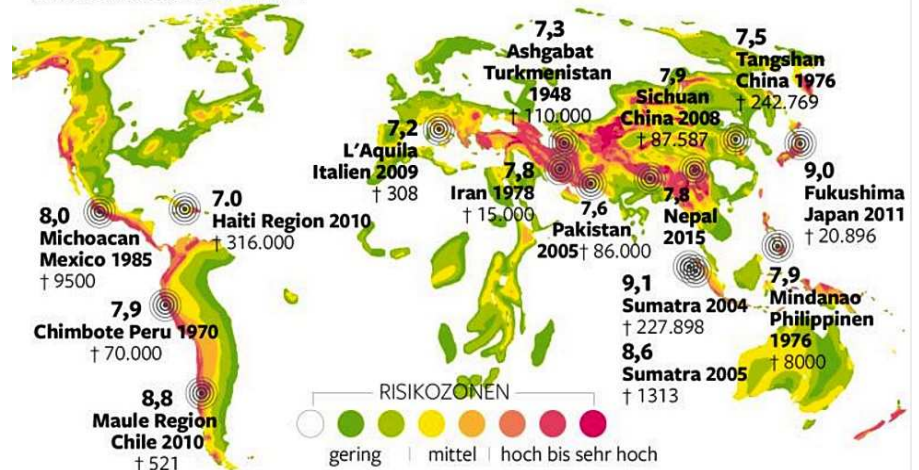 7,3
Ashgabat
Turkmenistan
1948
† 110.000
7,5
Tangshan
China 1976
† 242.769
7,9
Sichuan
China 2008
† 87.587
7,2
L'Aquila
Italien 2009
† 308
7,8
Iran 1978
† 15.000
7,6
Pakistan
2005† 86.000
7,8
Nepal
2015
9,0
Fukushima
Japan 2011
† 20.896
8,0
Michoacan
Mexico 1985
† 9500
7.0
Haiti Region 2010
† 316.000
7,9
Chimbote Peru 1970
† 70.000
9,1
Sumatra 2004
† 227.898
8,6
Sumatra 2005
† 1313
7,9
Mindanao
Philippinen
1976
† 8000
8,8
Maule Region
Chile 2010
† 521
RISIKOZONEN
gering | mittel | hoch bis sehr hoch